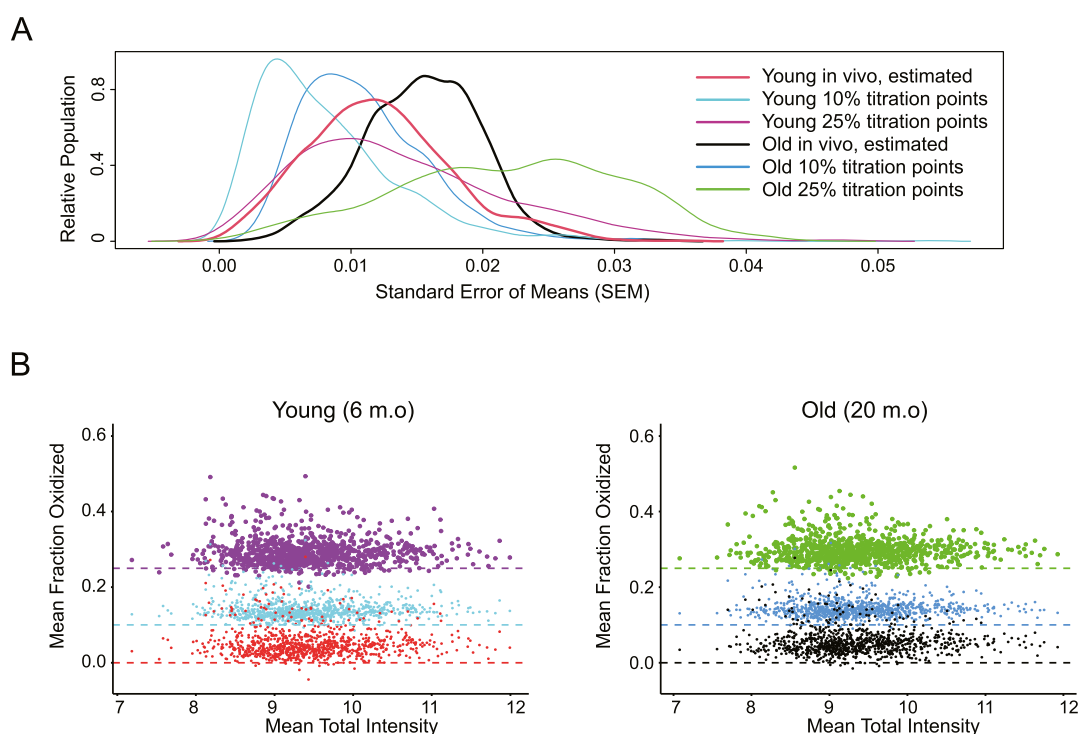 A
Relative Population
0.8
0.4
0
0.00 0.01 0.02 0.03 0.04 0.05
Standard Error of Means (SEM)
Young in vivo, estimated
Young 10% titration points
Young 25% titration points
Old in vivo, estimated
Old 10% titration points
Old 25% titration points
B
Young (6 m.o)
Mean Fraction Oxidized
0.6
0.4
0.2
0.0
7 8 9 10 11 12
Mean Total Intensity
Old (20 m.o)
Mean Fraction Oxidized
0.6
0.4
0.2
0.0
7 8 9 10 11 12
Mean Total Intensity